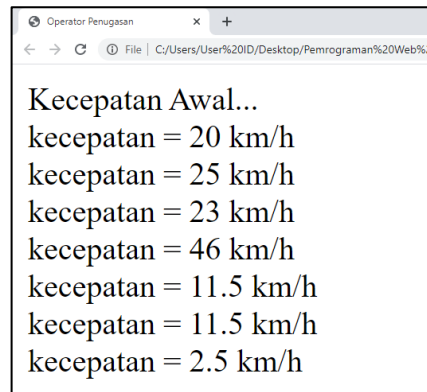 Operator Penugasan
File | C:/Users/User%20ID/Desktop/Pemrograman%20Web%
Kecepatan Awal...
kecepatan = 20 km/h
kecepatan = 25 km/h
kecepatan = 23 km/h
kecepatan = 46 km/h
kecepatan = 11.5 km/h
kecepatan = 11.5 km/h
kecepatan = 2.5 km/h